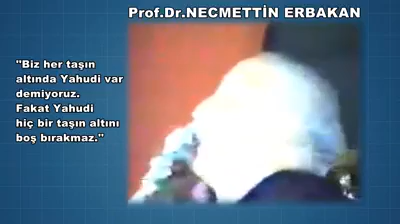 Prof.Dr.NECMETTİN ERBAKAN
"Biz her taşın
altında Yahudi var
demiyoruz.
Fakat Yahudi
hiç bir taşın altını
boş bırakmaz."